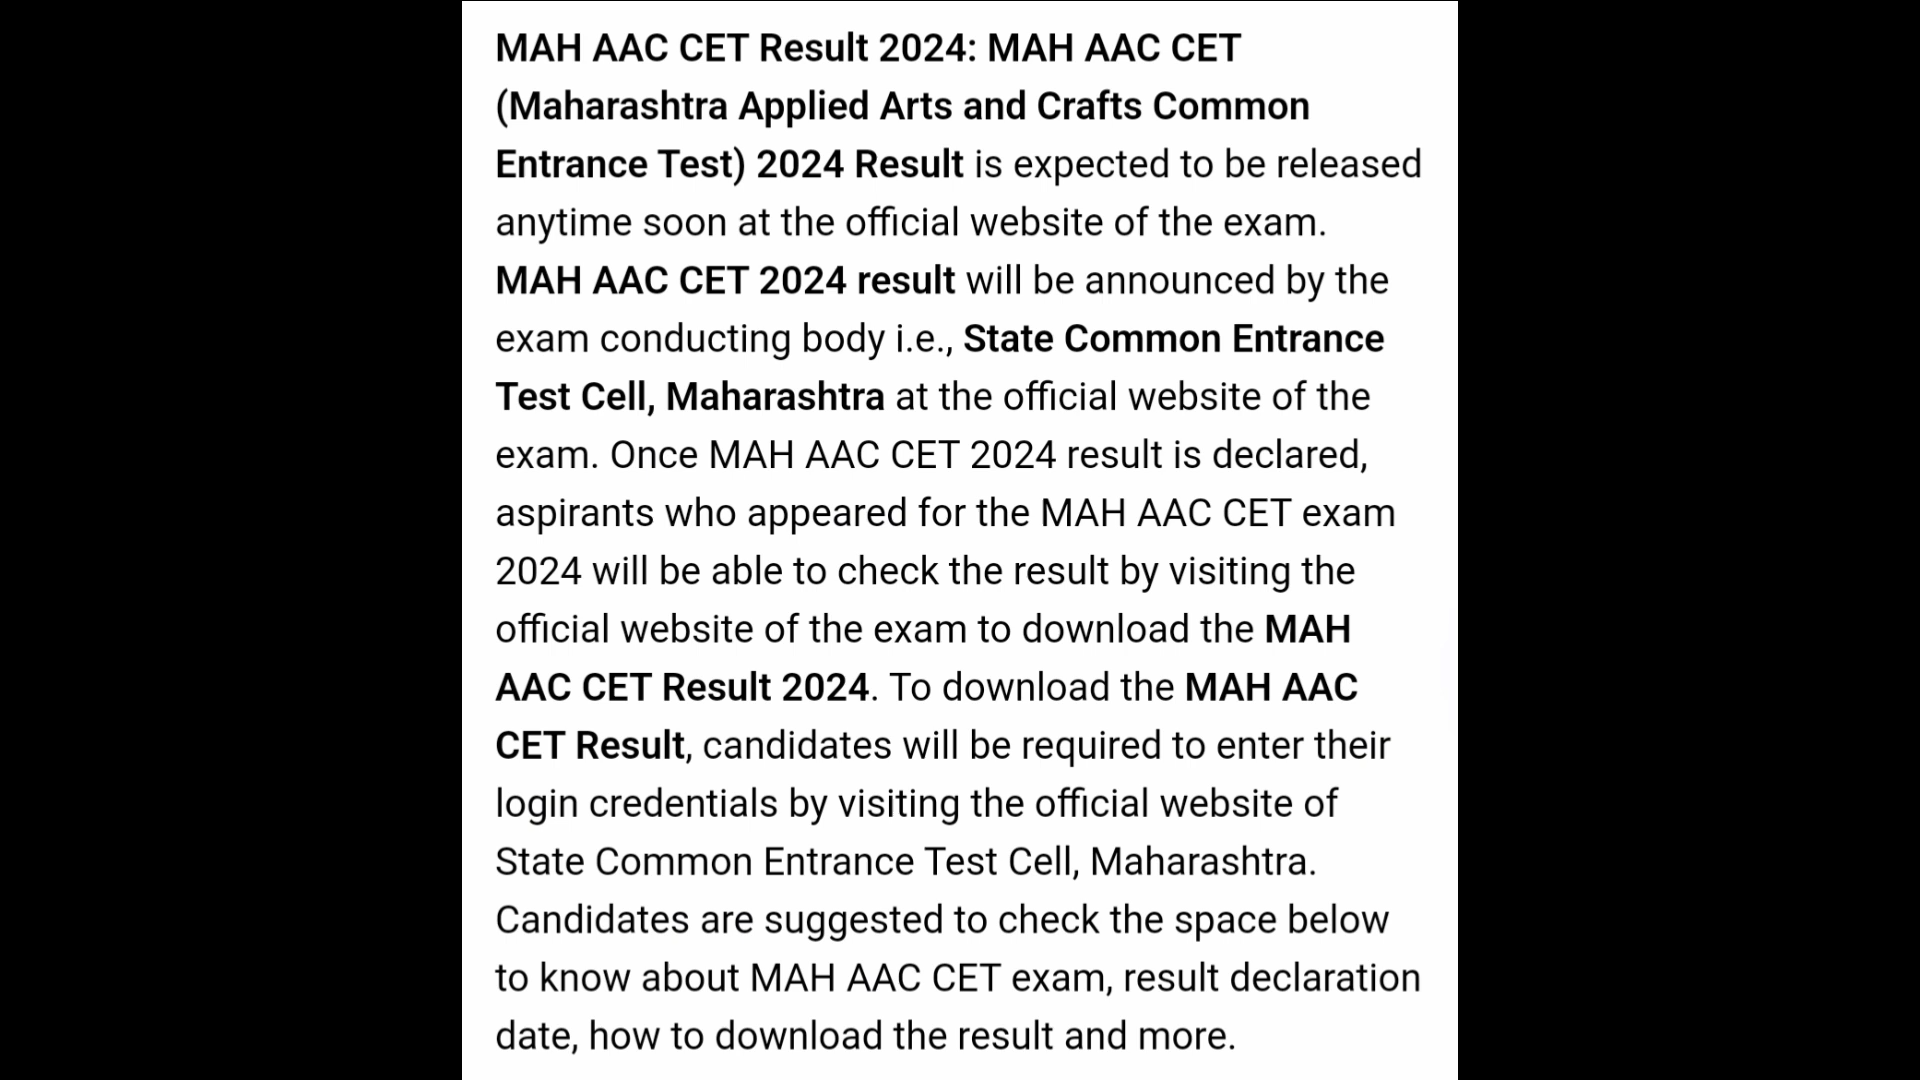 MAH AAC CET Result 2024: MAH AAC CET
(Maharashtra Applied Arts and Crafts Common
Entrance Test) 2024 Result is expected to be released
anytime soon at the official website of the exam.
MAH AAC CET 2024 result will be announced by the
exam conducting body i.e., State Common Entrance
Test Cell, Maharashtra at the official website of the
exam. Once MAH AAC CET 2024 result is declared,
aspirants who appeared for the MAH AAC CET exam
2024 will be able to check the result by visiting the
official website of the exam to download the MAH
AAC CET Result 2024. To download the MAH AAC
CET Result, candidates will be required to enter their
login credentials by visiting the official website of
State Common Entrance Test Cell, Maharashtra.
Candidates are suggested to check the space below
to know about MAH AAC CET exam, result declaration
date, how to download the result and more.